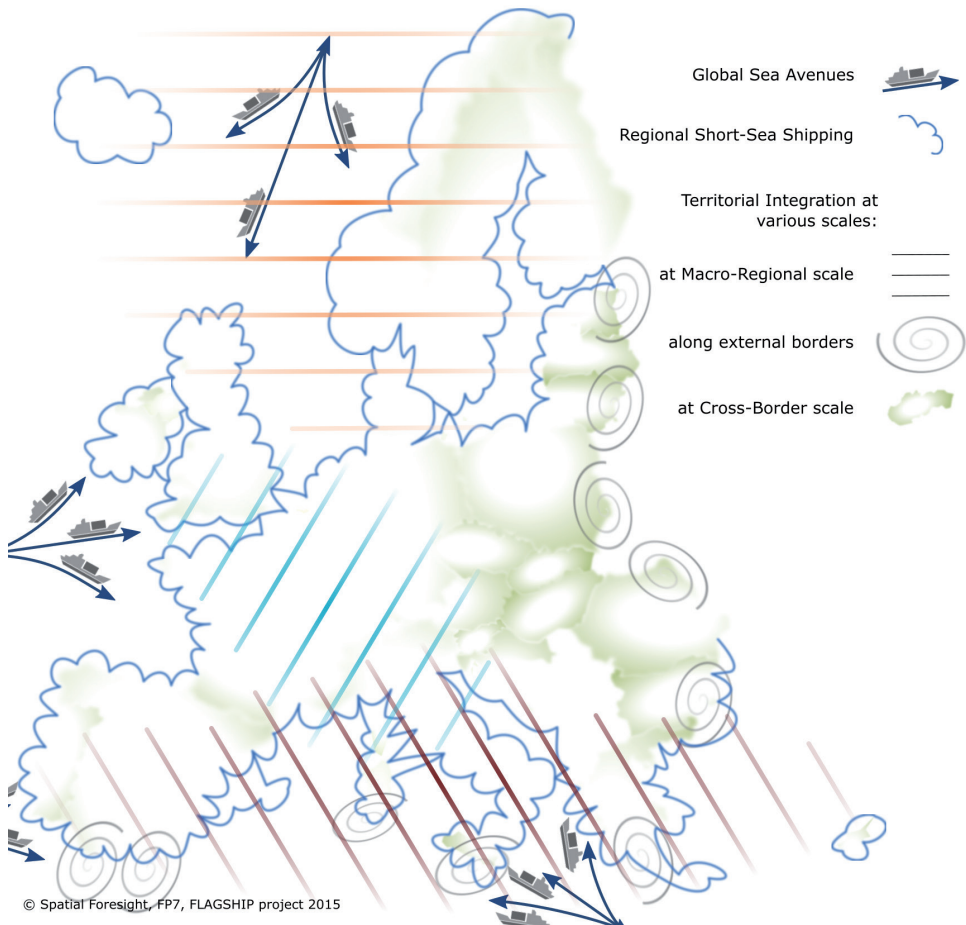 Global Sea Avenues
Regional Short-Sea Shipping
Territorial Integration at
various scales:
at Macro-Regional scale
along external borders
at Cross-Border scale
© Spatial Foresight, FP7, FLAGSHIP project 2015